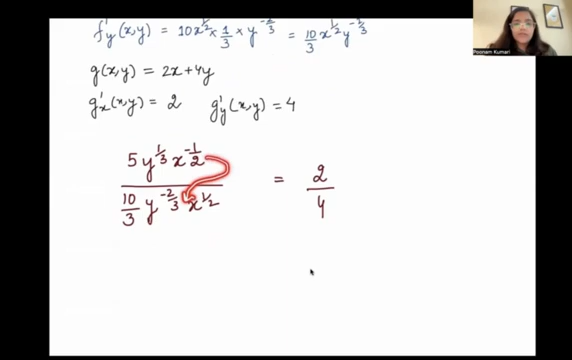 f'y(x,y) = 10x^{1/2} × 1/3 × y^{-2/3} = 10/3 x^{1/2} y^{-2/3}
g(x,y) = 2x+4y
g'x(x,y) = 2 g'y(x,y) = 4
5 y^{1/3} x^{-1/2} / 10/3 y^{-2/3} x^{1/2} = 2/4
Poonam Kumari